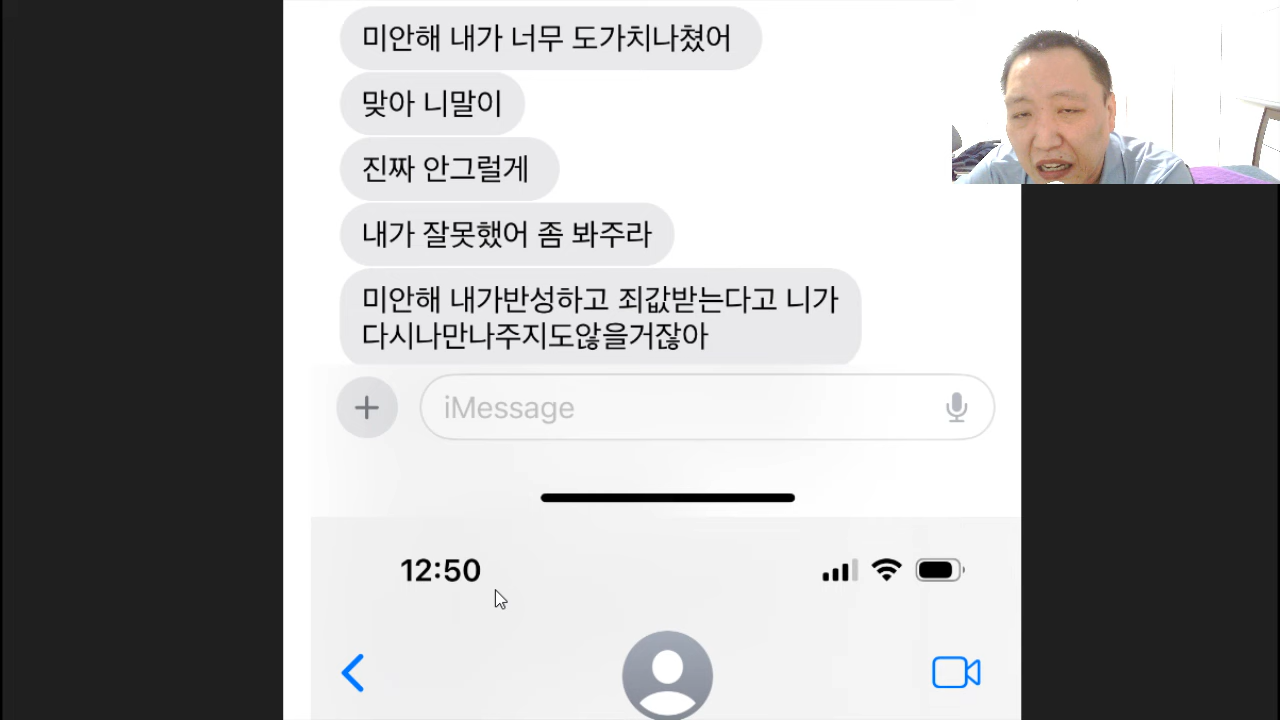 미안해 내가 너무 도가치나쳤어
맞아 니말이
진짜 안그럴게
내가 잘못했어 좀 봐주라
미안해 내가반성하고 죄값받는다고 니가
다시나만나주지도않을거잖아
iMessage
12:50